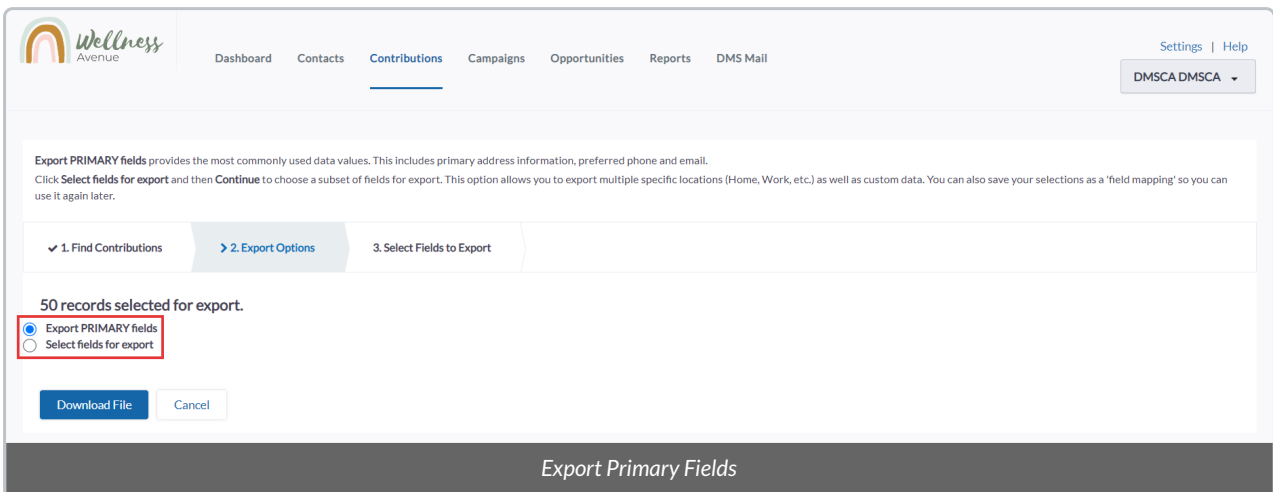 Wellness
Avenue
Dashboard Contacts Contributions Campaigns Opportunities Reports DMS Mail
Settings | Help
DMSCA DMSCA
Export PRIMARY fields provides the most commonly used data values. This includes primary address information, preferred phone and email.
Click Select fields for export and then Continue to choose a subset of fields for export. This option allows you to export multiple specific locations (Home, Work, etc.) as well as custom data. You can also save your selections as a 'field mapping' so you can
use it again later.
1. Find Contributions 2. Export Options 3. Select Fields to Export
50 records selected for export.
Export PRIMARY fields
Select fields for export
Download File Cancel
Export Primary Fields